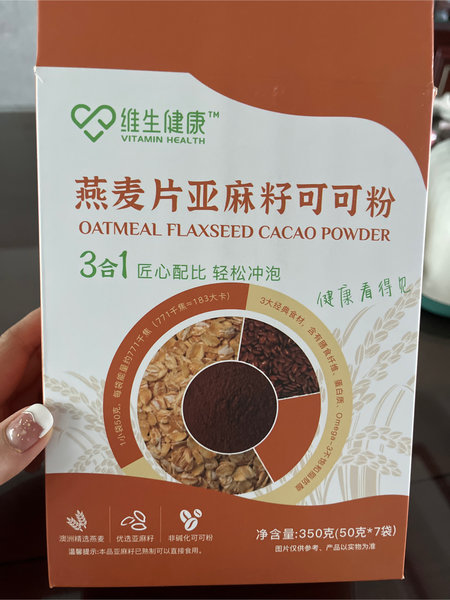 维生健康™
VITAMIN HEALTH
燕麦片亚麻籽可可粉
OATMEAL FLAXSEED CACAO POWDER
3合1 匠心配比 轻松冲泡
健康看得见
1小袋50克，每袋能量约771千焦（771千焦≈183大卡）
3大经典食材，含有膳食纤维、蛋白质、Omega-3不饱和脂肪酸
澳洲精选燕麦
优选亚麻籽
非碱化可可粉
温馨提示:本品亚麻籽已熟制可以直接食用。
净含量:350克(50克*7袋)
图片仅供参考、产品以实物为准